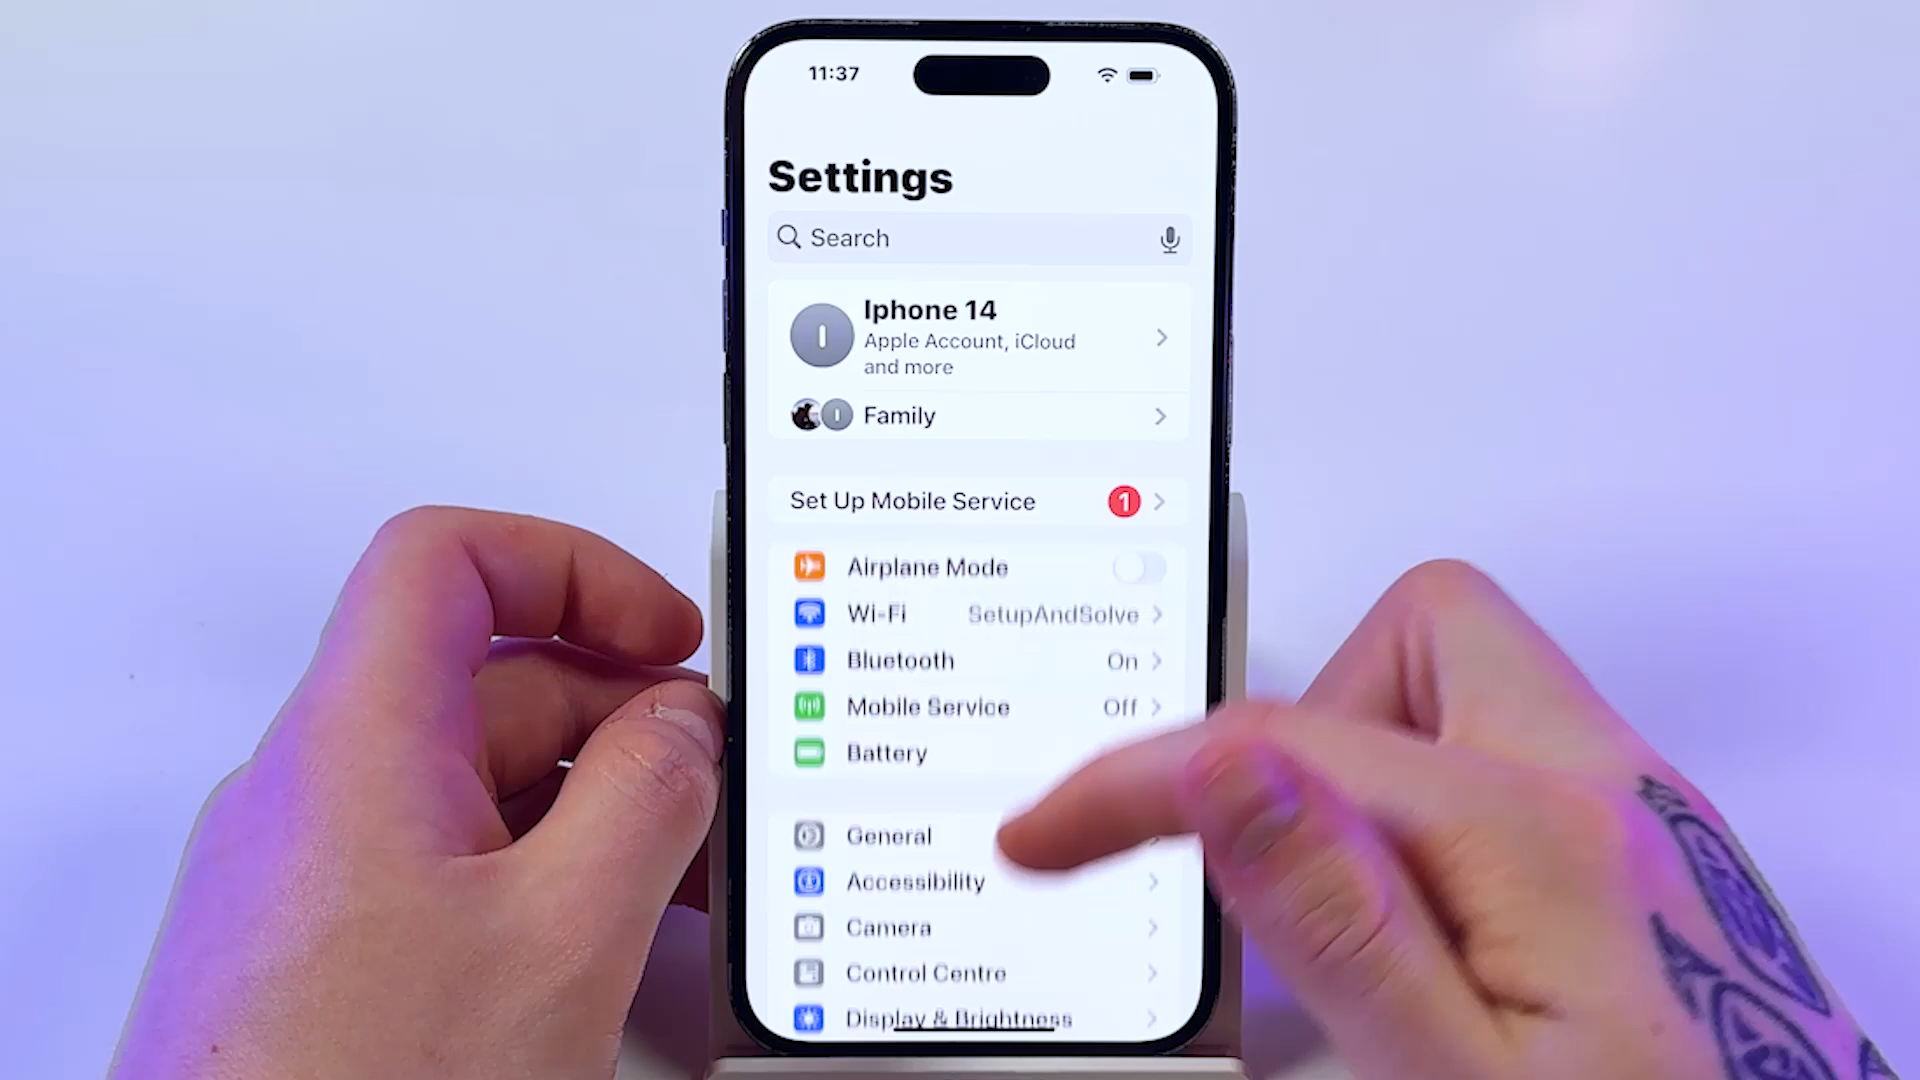 11:37
Settings
Search
I
Iphone 14
Apple Account, iCloud
and more
I
Family
Set Up Mobile Service
1
Airplane Mode
Wi-Fi SetupAndSolve
Bluetooth On
Mobile Service Off
Battery
General
Accessibility
Camera
Control Centre
Display & Brightness